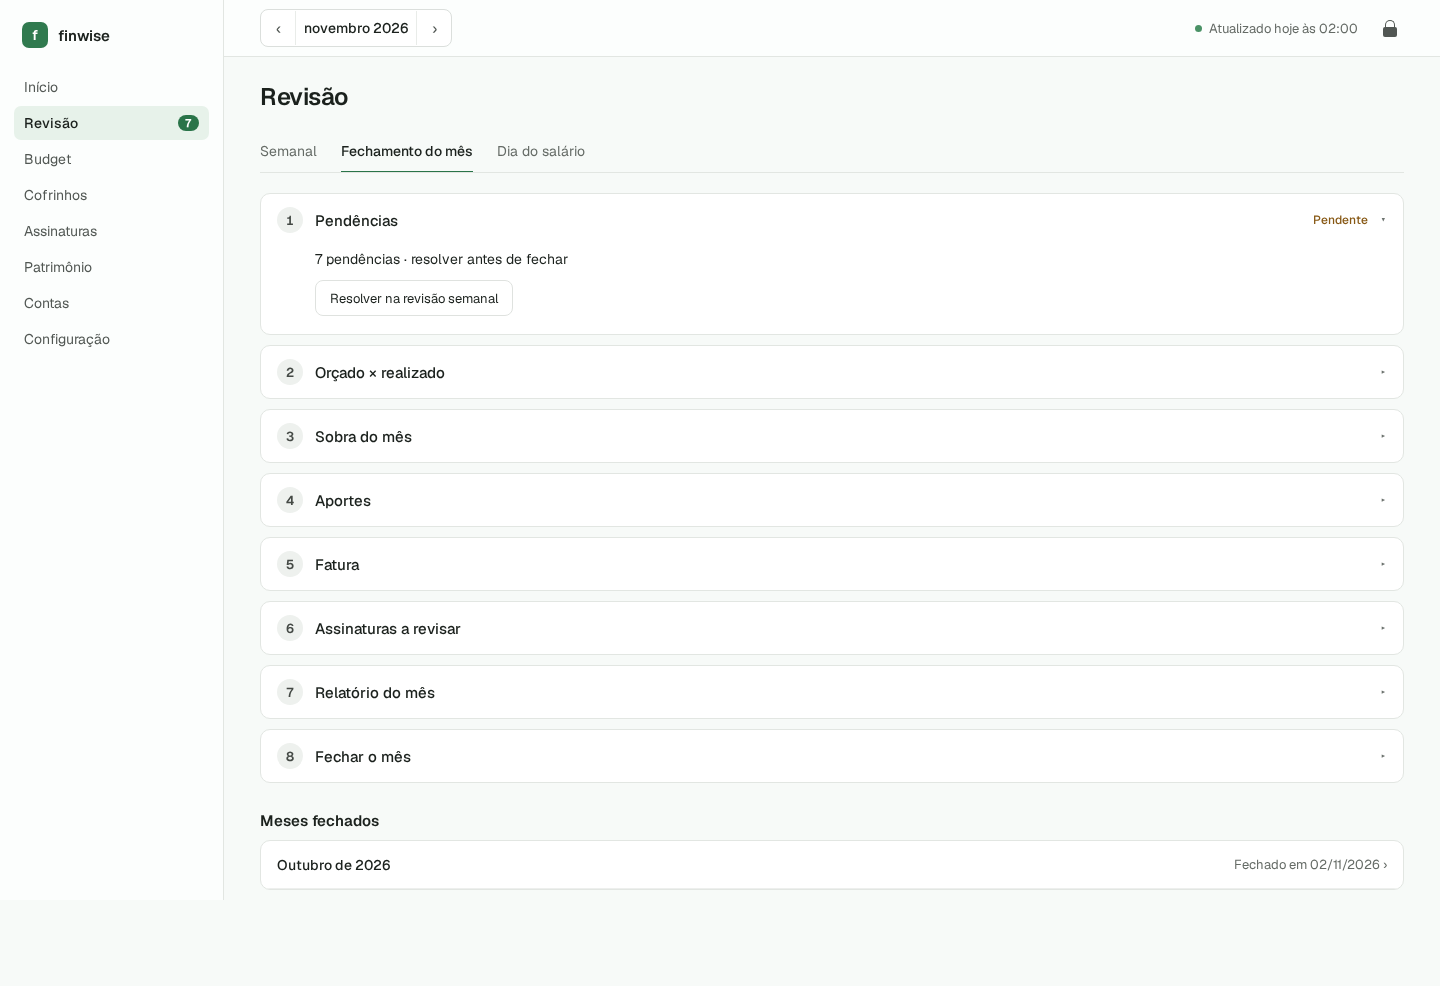 f finwise
‹ novembro 2026 ›
Atualizado hoje às 02:00
Início
Revisão 7
Budget
Cofrinhos
Assinaturas
Patrimônio
Contas
Configuração
Revisão
Semanal Fechamento do mês Dia do salário
1 Pendências Pendente
7 pendências · resolver antes de fechar
Resolver na revisão semanal
2 Orçado × realizado
3 Sobra do mês
4 Aportes
5 Fatura
6 Assinaturas a revisar
7 Relatório do mês
8 Fechar o mês
Meses fechados
Outubro de 2026 Fechado em 02/11/2026 ›